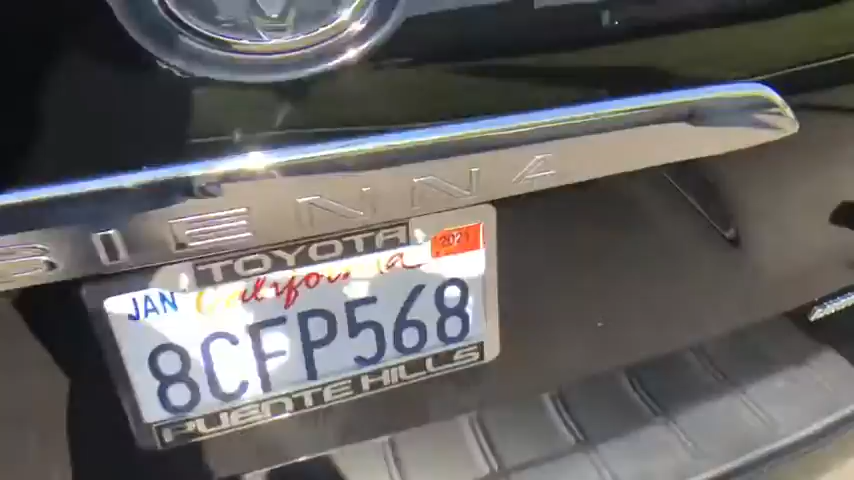 SIENNA
TOYOTA
JAN California 2021
8CFP568
PUENTE HILLS